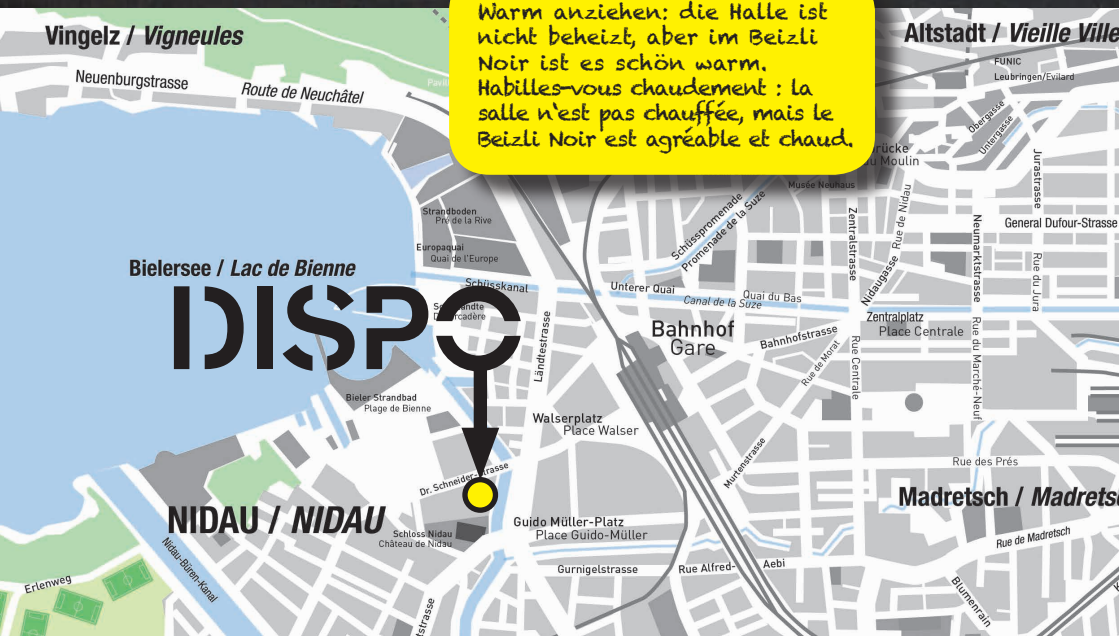 Warm anziehen: die Halle ist
nicht beheizt, aber im Beizli
Noir ist es schön warm.
Habilles-vous chaudement : la
salle n'est pas chauffée, mais le
Beizli Noir est agréable et chaud.
Vingelz / Vigneules
Altstadt / Vieille Ville
FUNIC
Leubringen/Evilard
Neuenburgstrasse
Route de Neuchâtel
Obergasse
Untergasse
Jurastrasse
Musée Neuhaus
Strandboden
Pré de la Rive
Schüsspromenade
Promenade de la Suze
Zentralstrasse
Rue de Nidau
Neumarktstrasse
General Dufour-Strasse
Europaquai
Quai de l'Europe
Bielersee / Lac de Bienne
Schüsskanal
Unterer Quai
Canal de la Suze
Quai du Bas
Nidaugasse
Rue du Jura
DISPO
Ländtestrasse
Bahnhof
Gare
Bahnhofstrasse
Zentralplatz
Place Centrale
Rue de Morat
Rue Centrale
Rue du Marché-Neuf
Bieler Strandbad
Plage de Bienne
Walserplatz
Place Walser
Murtenstrasse
Rue des Prés
Dr. Schneider-Strasse
Madretsch /
NIDAU / NIDAU
Schloss Nidau
Château de Nidau
Guido Müller-Platz
Place Guido-Müller
Rue de Madretsch
Nidau-Büren-Kanal
Gurnigelstrasse
Rue Alfred-
Aebi
Erlenweg
Blumenrain